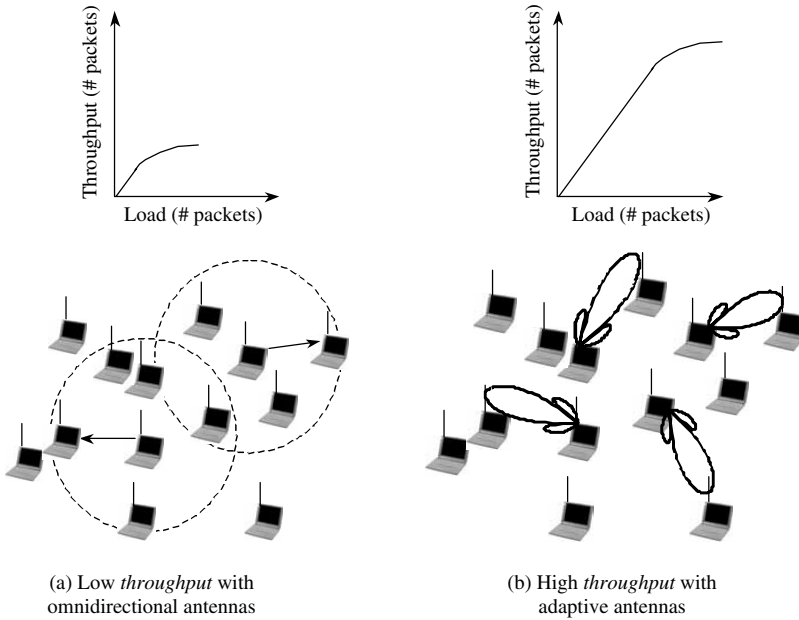 Throughput (# packets)
Load (# packets)
Throughput (# packets)
Load (# packets)
(a) Low throughput with
omnidirectional antennas
(b) High throughput with
adaptive antennas